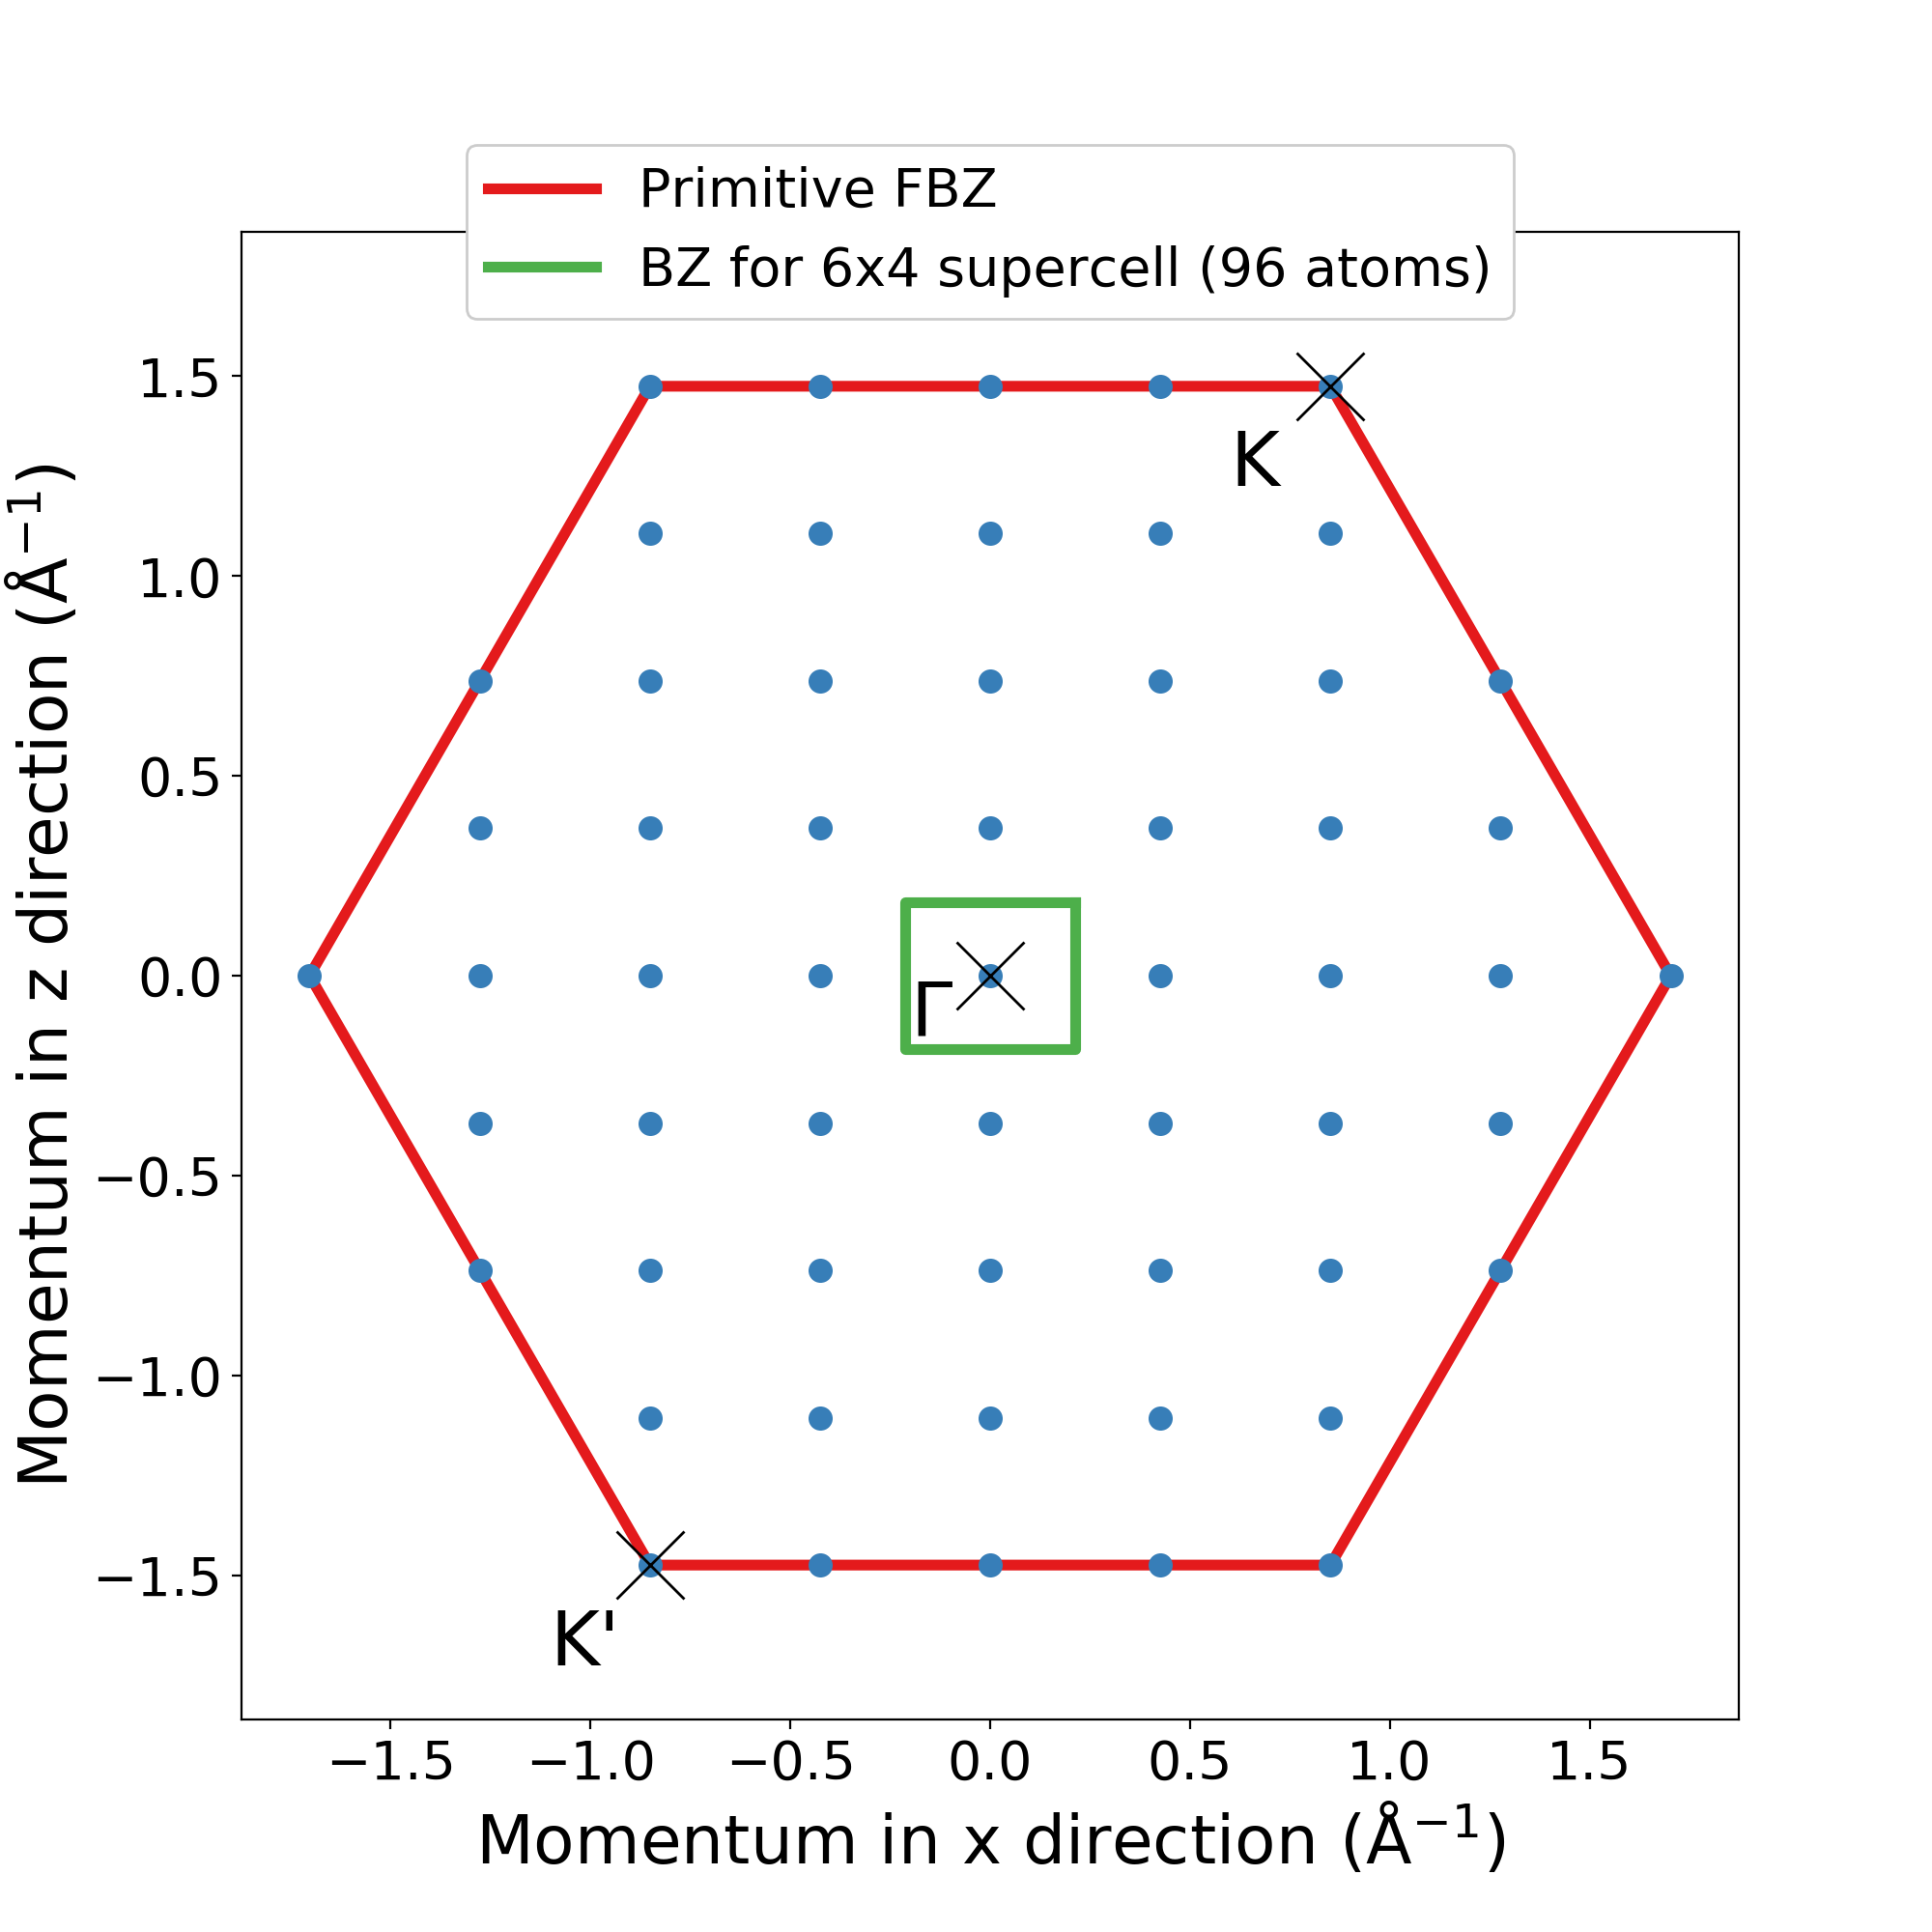 Primitive FBZ
BZ for 6x4 supercell (96 atoms)
1.5
1.0
0.5
0.0
−0.5
−1.0
−1.5
Momentum in z direction (Å⁻¹)
K
Γ
K'
−1.5 −1.0 −0.5 0.0 0.5 1.0 1.5
Momentum in x direction (Å⁻¹)